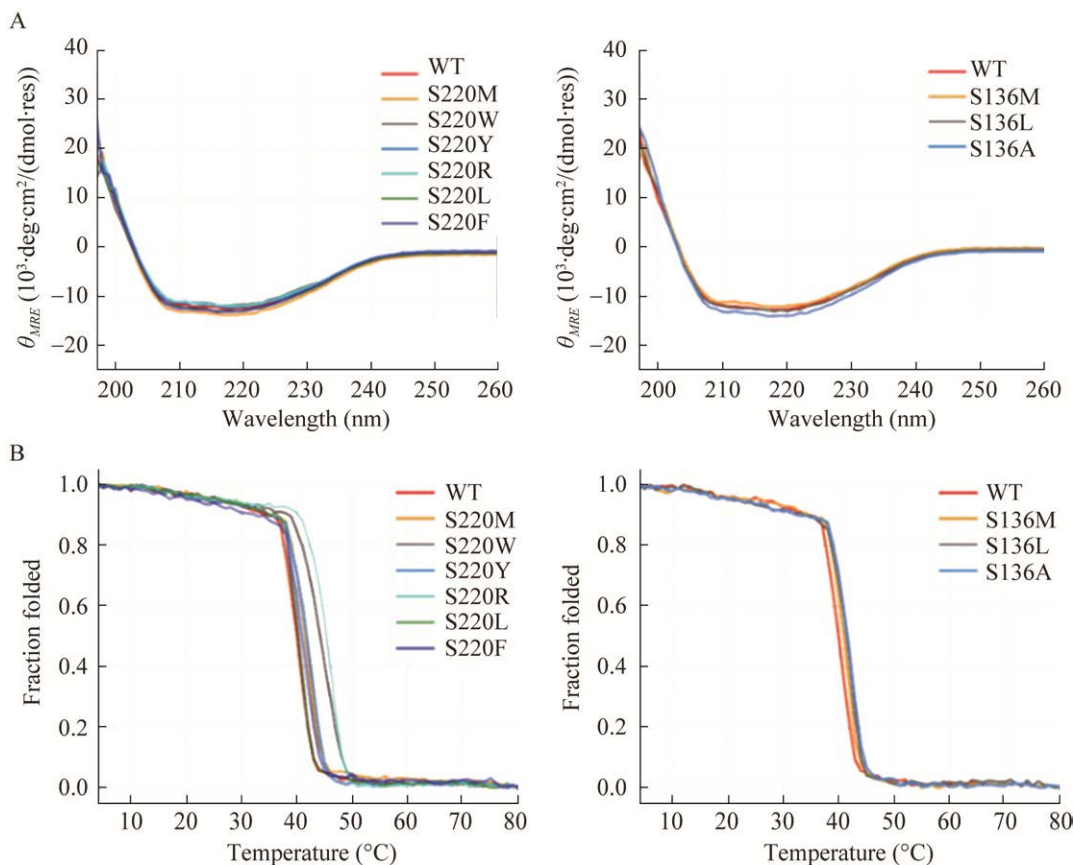 A
40
30
20
10
0
−10
−20
θMRE (10³·deg·cm²/(dmol·res))
200 210 220 230 240 250 260
Wavelength (nm)
WT
S220M
S220W
S220Y
S220R
S220L
S220F
40
30
20
10
0
−10
−20
θMRE (10³·deg·cm²/(dmol·res))
200 210 220 230 240 250 260
Wavelength (nm)
WT
S136M
S136L
S136A
B
1.0
0.8
0.6
0.4
0.2
0.0
Fraction folded
10 20 30 40 50 60 70 80
Temperature (°C)
WT
S220M
S220W
S220Y
S220R
S220L
S220F
1.0
0.8
0.6
0.4
0.2
0.0
Fraction folded
10 20 30 40 50 60 70 80
Temperature (°C)
WT
S136M
S136L
S136A